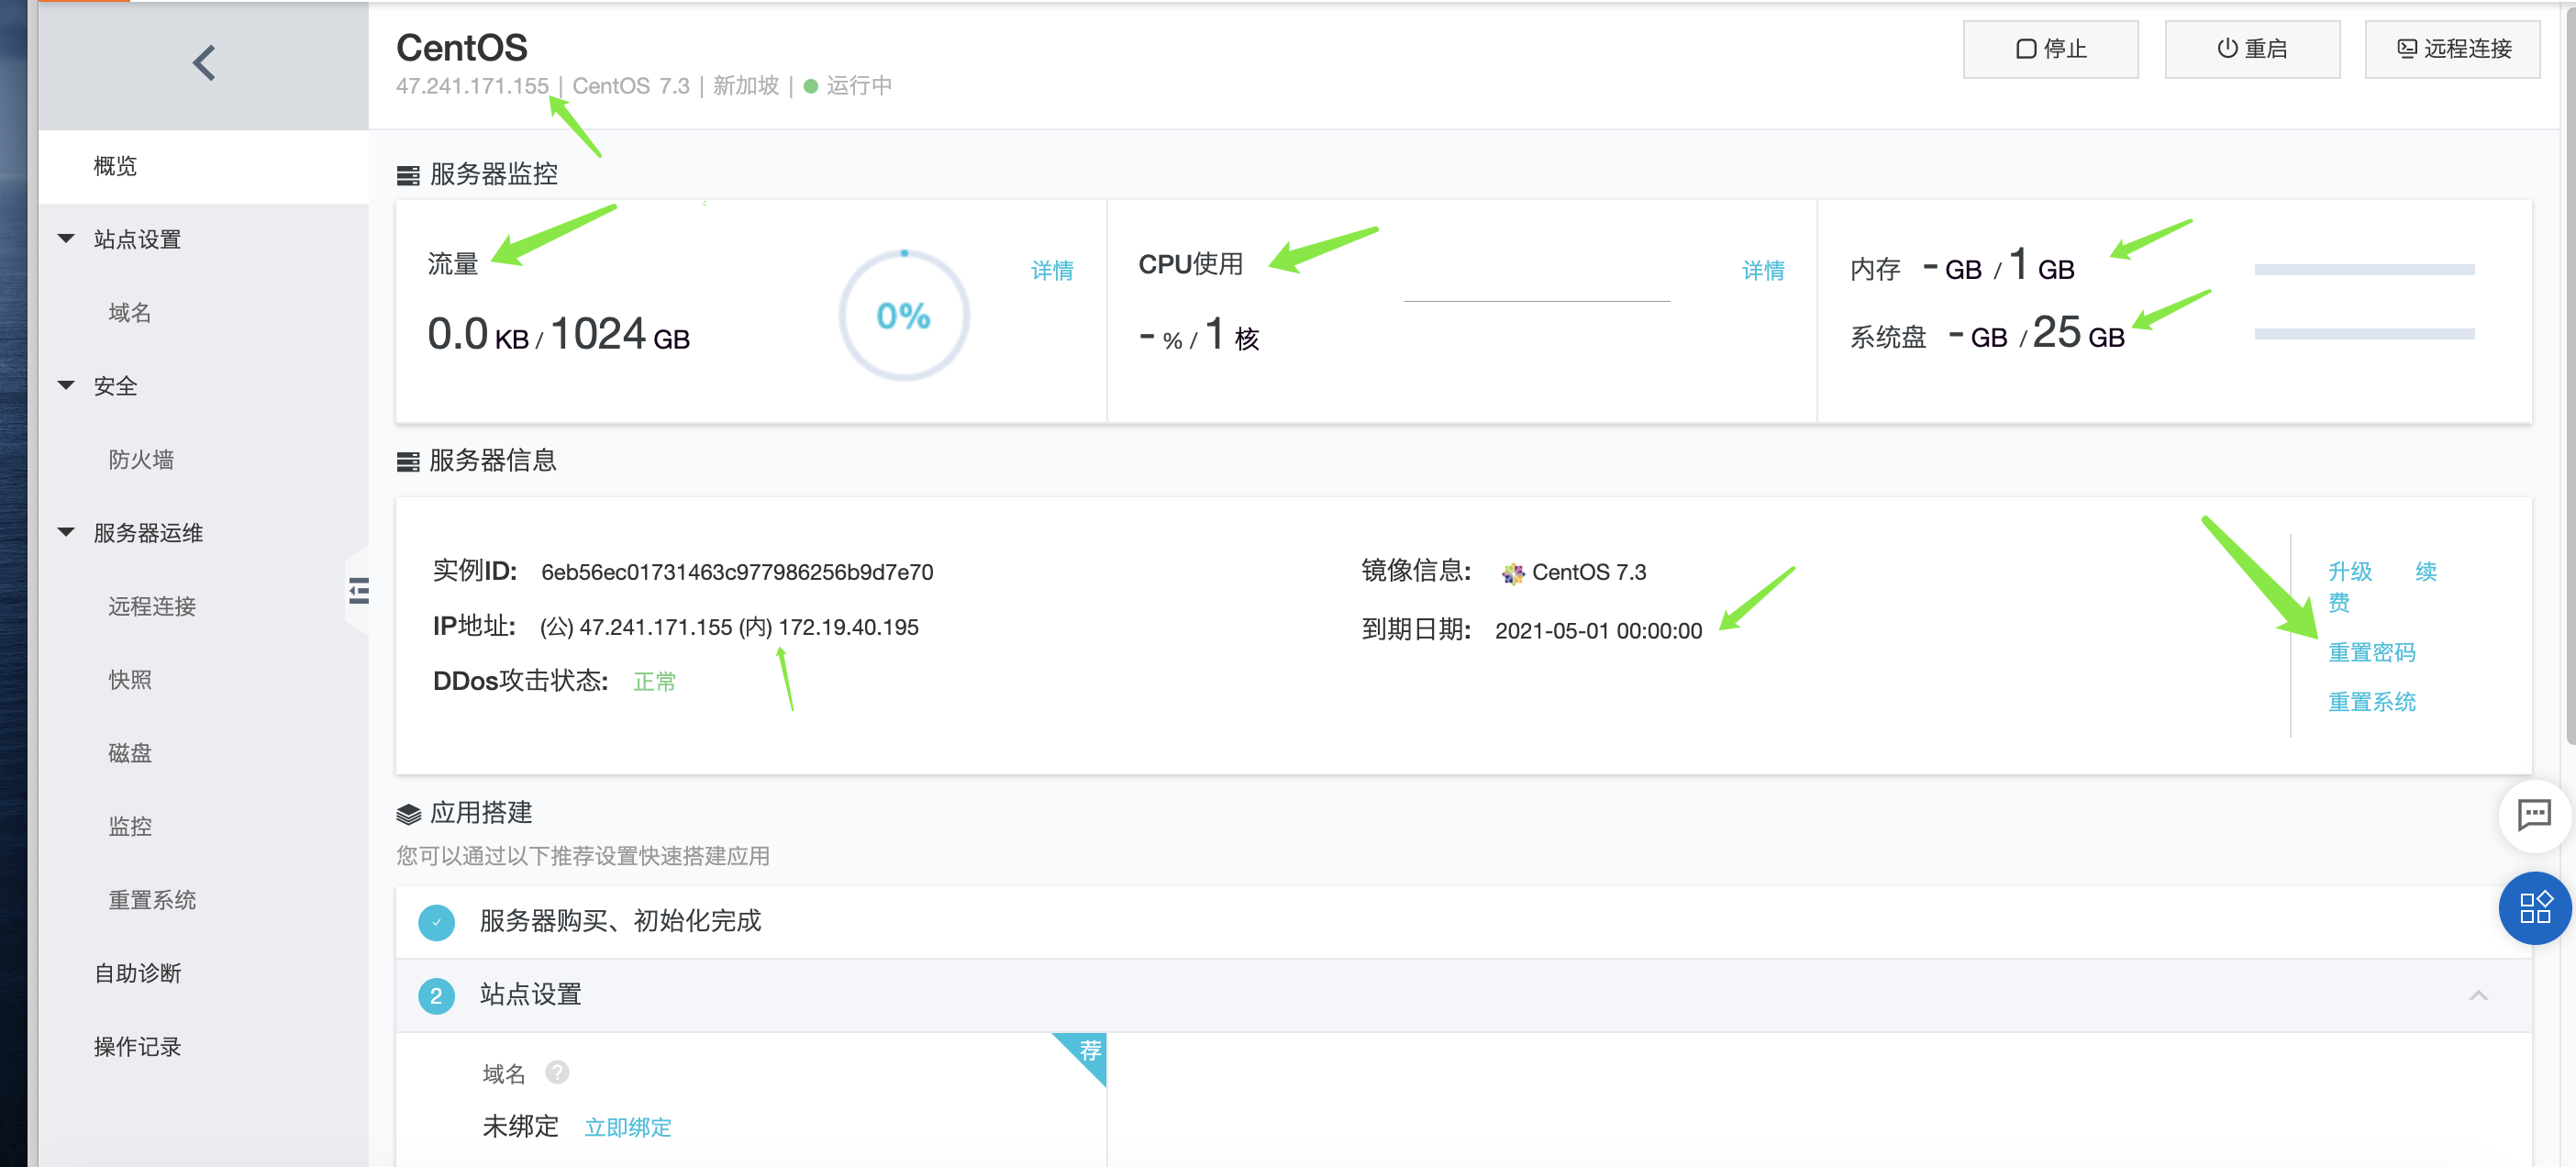 CentOS
47.241.171.155 | CentOS 7.3 | 新加坡 | 运行中
停止
重启
远程连接
概览
站点设置
域名
安全
防火墙
服务器运维
远程连接
快照
磁盘
监控
重置系统
自助诊断
操作记录
服务器监控
流量
0.0 KB / 1024 GB
0%
详情
CPU使用
- % / 1 核
详情
内存 - GB / 1 GB
系统盘 - GB / 25 GB
服务器信息
实例ID: 6eb56ec01731463c977986256b9d7e70
IP地址: (公) 47.241.171.155 (内) 172.19.40.195
DDos攻击状态: 正常
镜像信息: CentOS 7.3
到期日期: 2021-05-01 00:00:00
升级 续
费
重置密码
重置系统
应用搭建
您可以通过以下推荐设置快速搭建应用
服务器购买、初始化完成
2 站点设置
荐
域名 ?
未绑定 立即绑定